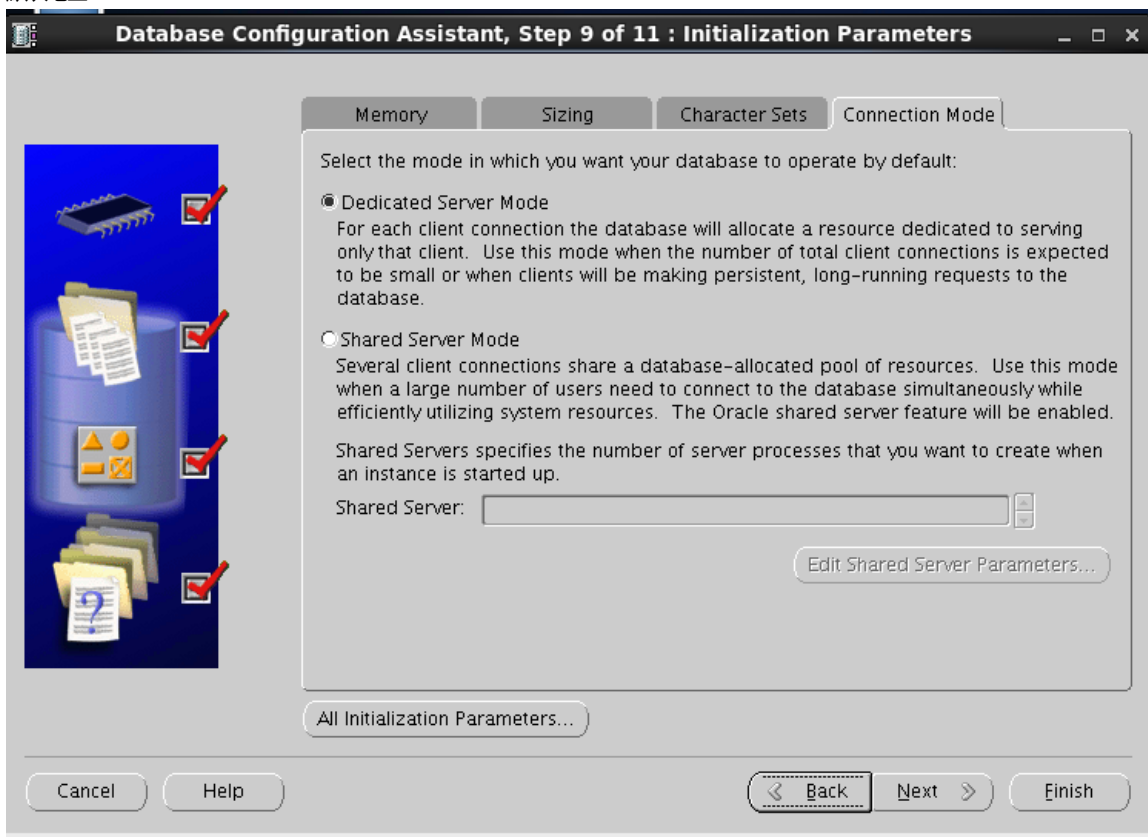 Database Configuration Assistant, Step 9 of 11 : Initialization Parameters
Memory
Sizing
Character Sets
Connection Mode
Select the mode in which you want your database to operate by default:
Dedicated Server Mode
For each client connection the database will allocate a resource dedicated to serving
only that client.  Use this mode when the number of total client connections is expected
to be small or when clients will be making persistent, long-running requests to the
database.
Shared Server Mode
Several client connections share a database-allocated pool of resources.  Use this mode
when a large number of users need to connect to the database simultaneously while
efficiently utilizing system resources.  The Oracle shared server feature will be enabled.
Shared Servers specifies the number of server processes that you want to create when
an instance is started up.
Shared Server:
Edit Shared Server Parameters...
?
All Initialization Parameters...
Cancel
Help
Back
Next
Finish